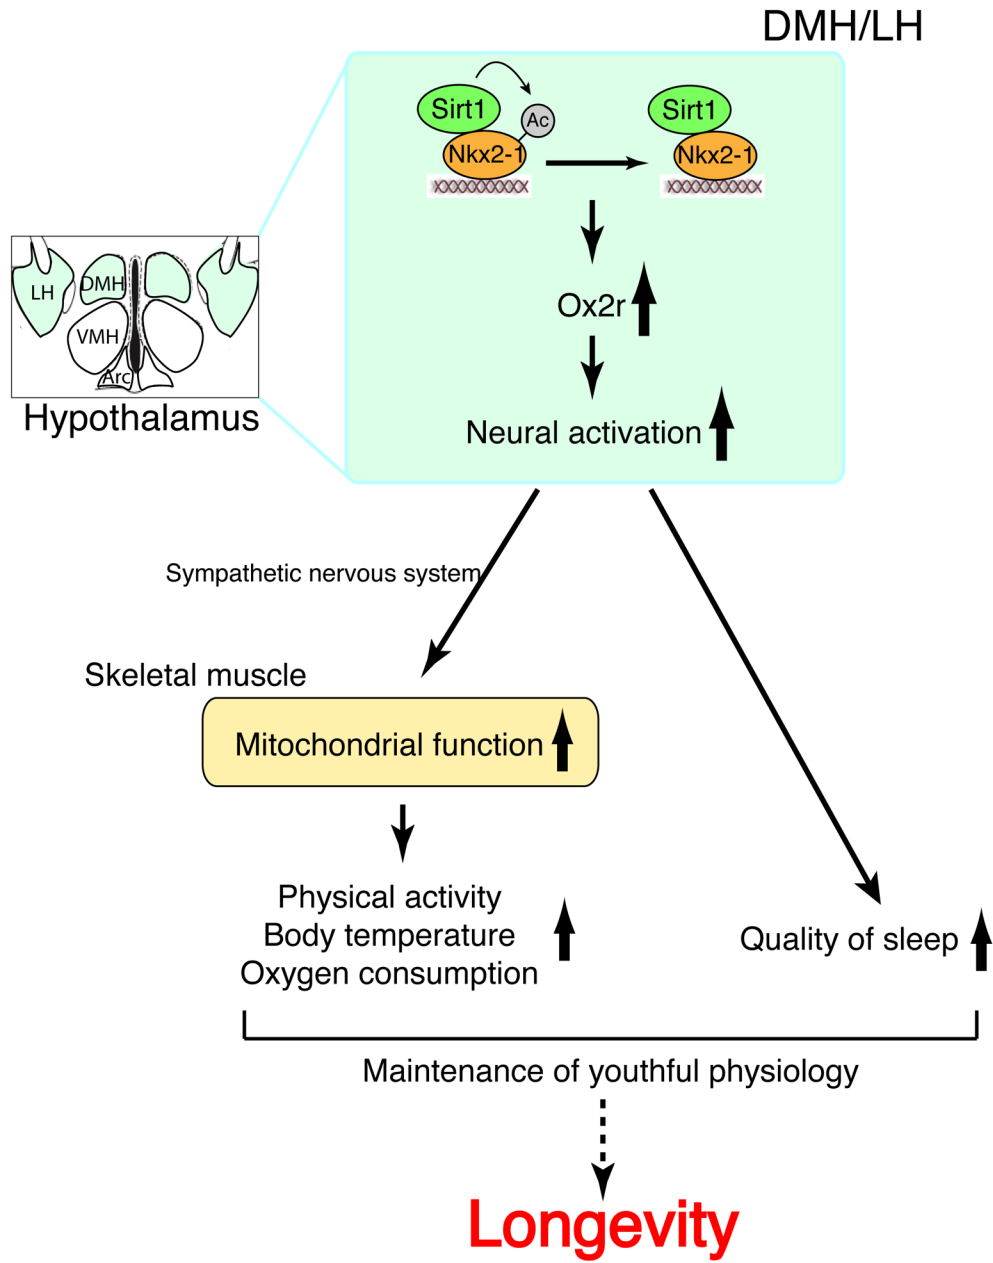 DMH/LH
Sirt1
Ac
Nkx2-1
Sirt1
Nkx2-1
Ox2r
Neural activation
LH
DMH
VMH
Arc
Hypothalamus
Sympathetic nervous system
Skeletal muscle
Mitochondrial function
Physical activity
Body temperature
Oxygen consumption
Quality of sleep
Maintenance of youthful physiology
Longevity